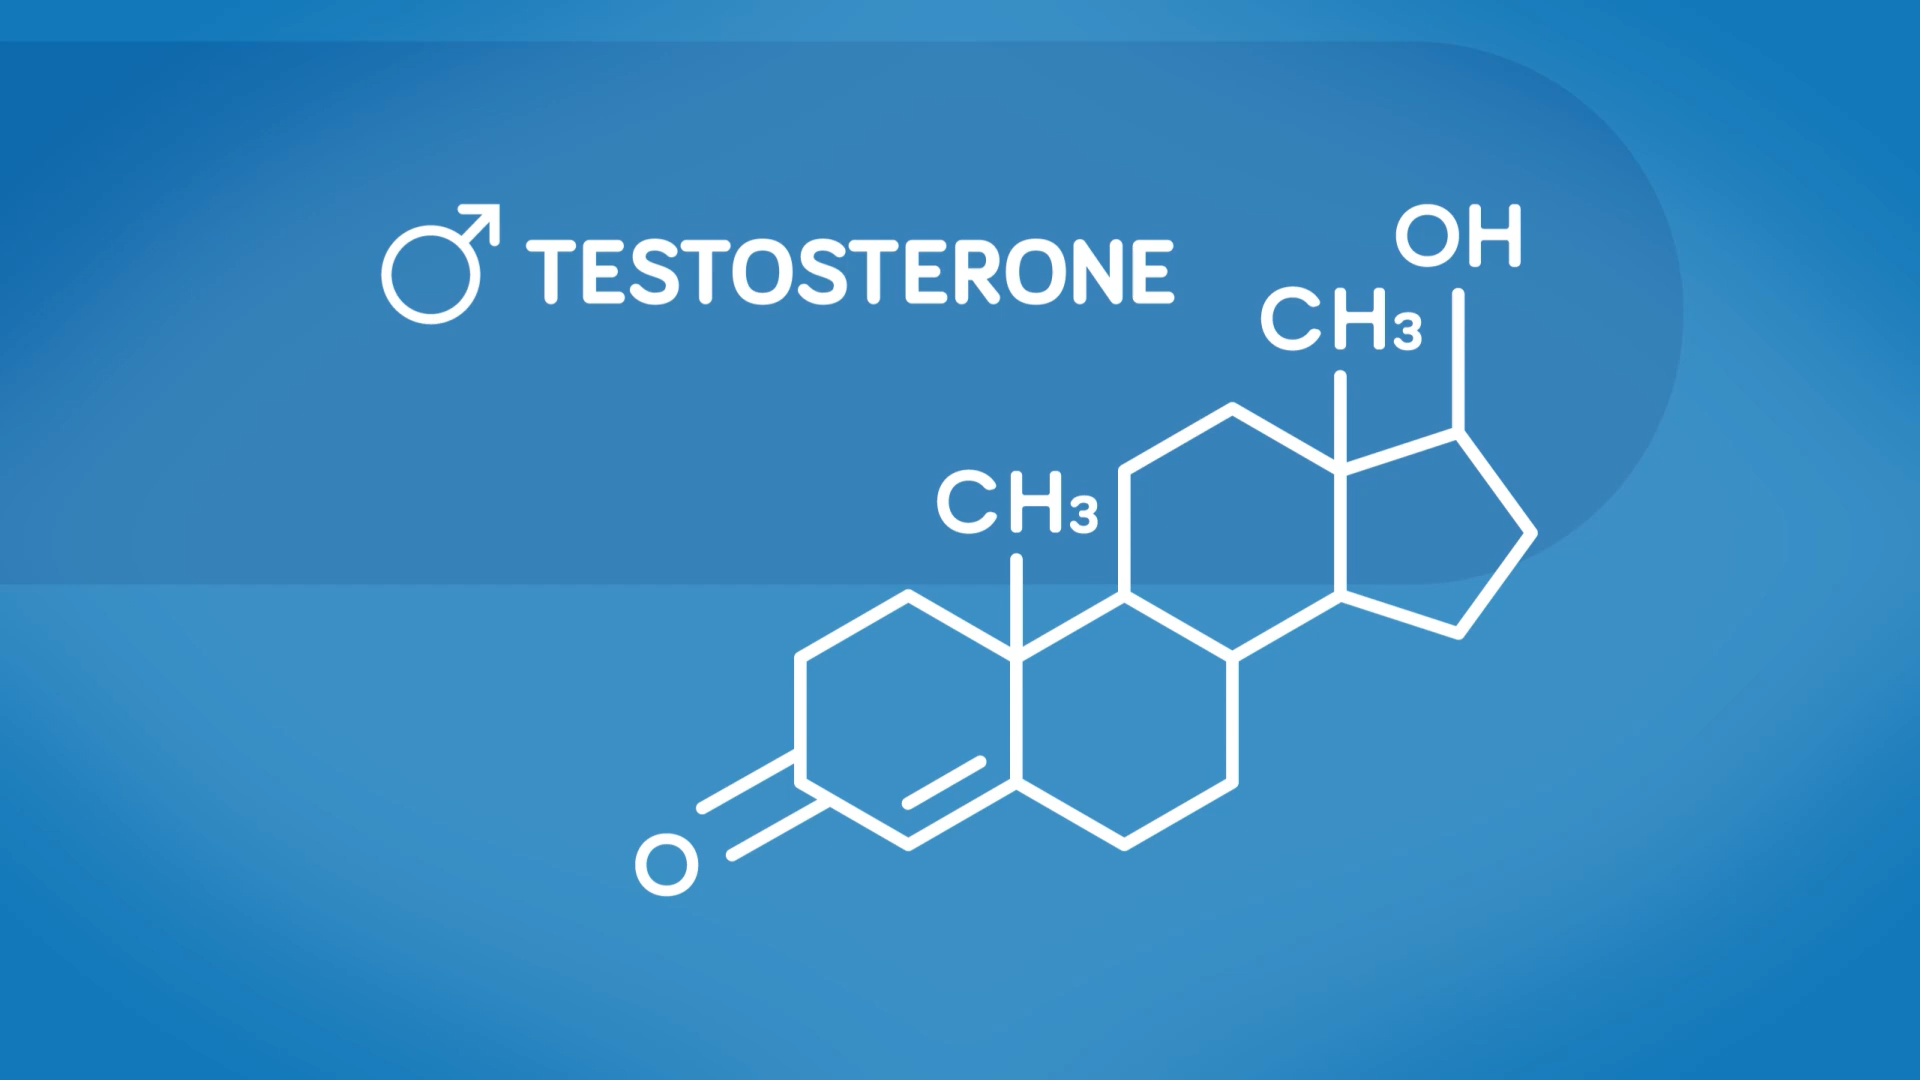 ♂ TESTOSTERONE
OH
CH₃
CH₃
O